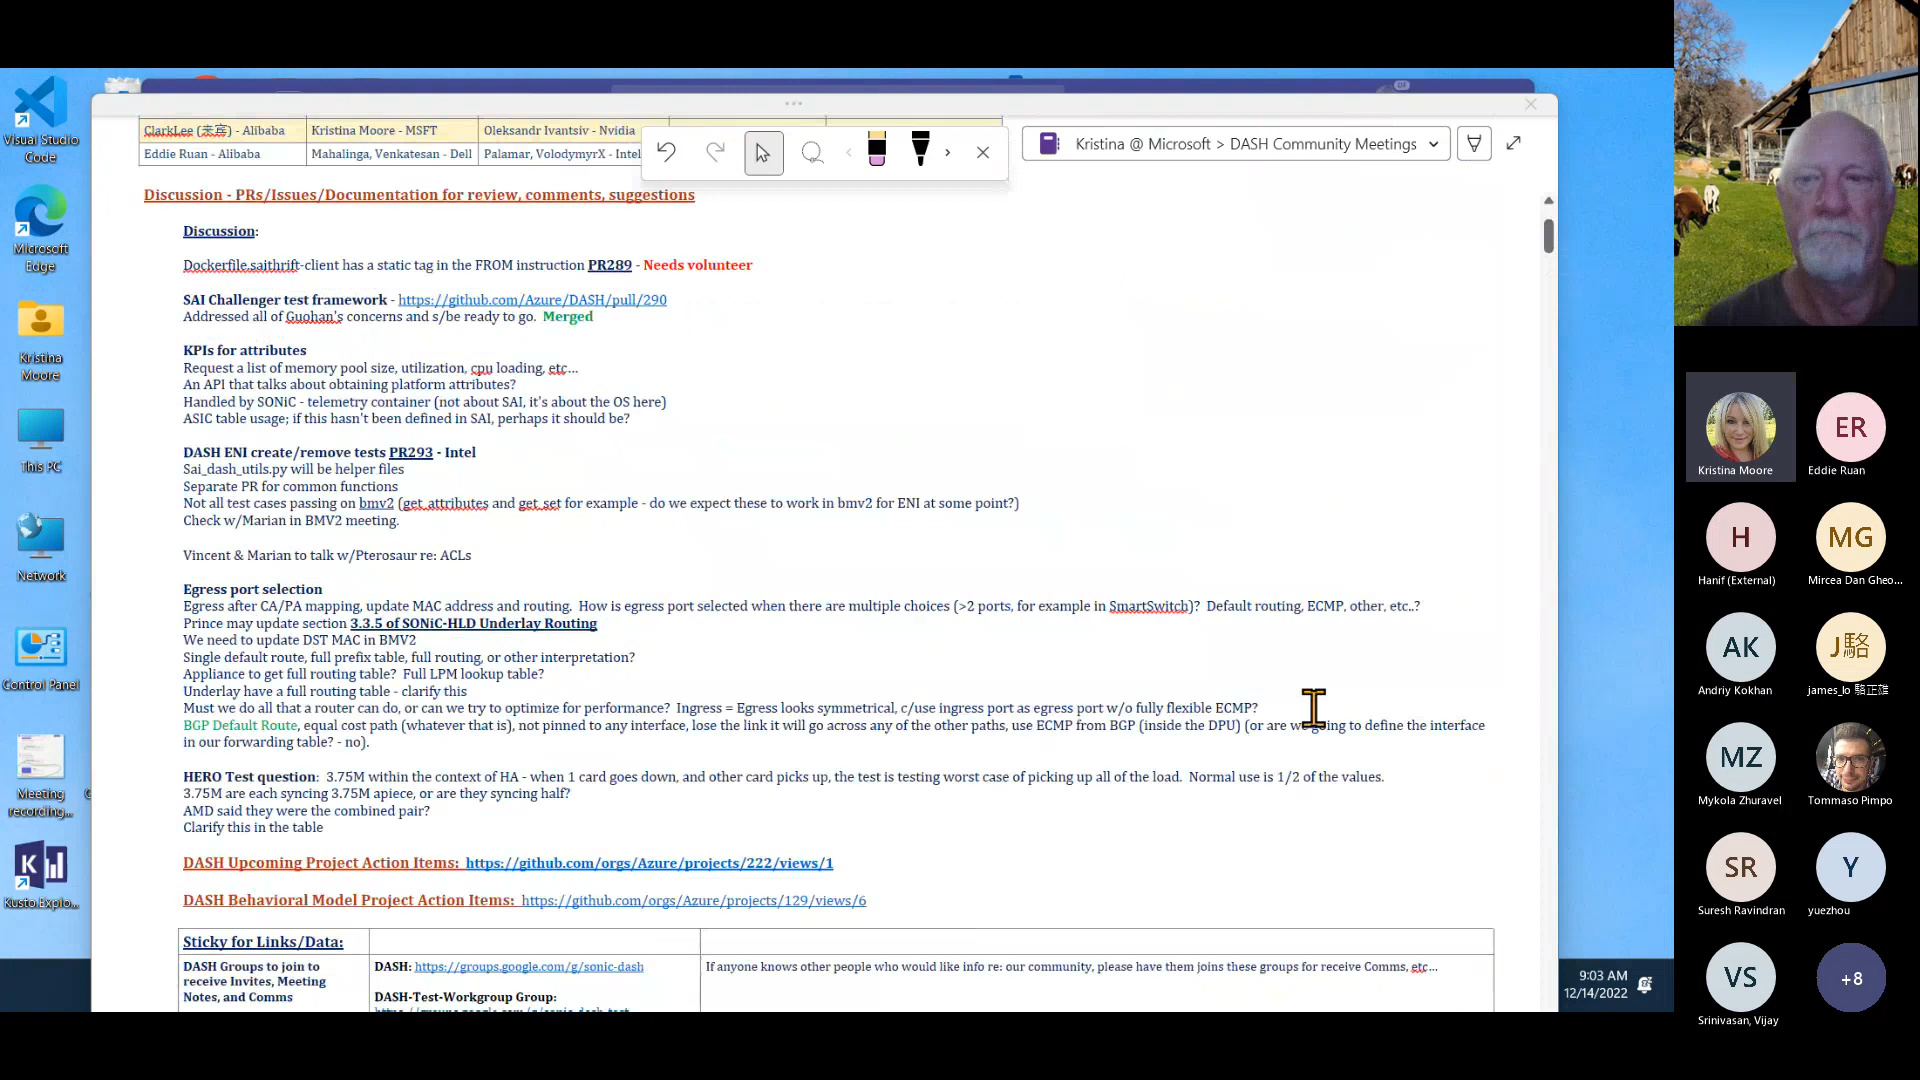 Visual Studio
Code
Microsoft
Edge
Kristina
Moore
This PC
Network
Control Panel
Meeting
recording...
Kusto.Explo...
ClarkLee (来宾) - Alibaba
Kristina Moore - MSFT
Oleksandr Ivantsiv - Nvidia
Eddie Ruan - Alibaba
Mahalinga, Venkatesan - Dell
Palamar, VolodymyrX - Intel
Kristina @ Microsoft > DASH Community Meetings
Discussion - PRs/Issues/Documentation for review, comments, suggestions
Discussion:
Dockerfile.saithrift-client has a static tag in the FROM instruction PR289 - Needs volunteer
SAI Challenger test framework - https://github.com/Azure/DASH/pull/290
Addressed all of Guohan's concerns and s/be ready to go. Merged
KPIs for attributes
Request a list of memory pool size, utilization, cpu loading, etc...
An API that talks about obtaining platform attributes?
Handled by SONiC - telemetry container (not about SAI, it's about the OS here)
ASIC table usage; if this hasn't been defined in SAI, perhaps it should be?
DASH ENI create/remove tests PR293 - Intel
Sai_dash_utils.py will be helper files
Separate PR for common functions
Not all test cases passing on bmv2 (get_attributes and get_set for example - do we expect these to work in bmv2 for ENI at some point?)
Check w/Marian in BMV2 meeting.
Vincent & Marian to talk w/Pterosaur re: ACLs
Egress port selection
Egress after CA/PA mapping, update MAC address and routing. How is egress port selected when there are multiple choices (>2 ports, for example in SmartSwitch)? Default routing, ECMP, other, etc..?
Prince may update section 3.3.5 of SONiC-HLD Underlay Routing
We need to update DST MAC in BMV2
Single default route, full prefix table, full routing, or other interpretation?
Appliance to get full routing table? Full LPM lookup table?
Underlay have a full routing table - clarify this
Must we do all that a router can do, or can we try to optimize for performance? Ingress = Egress looks symmetrical, c/use ingress port as egress port w/o fully flexible ECMP?
BGP Default Route, equal cost path (whatever that is), not pinned to any interface, lose the link it will go across any of the other paths, use ECMP from BGP (inside the DPU) (or are we going to define the interface
in our forwarding table? - no).
HERO Test question: 3.75M within the context of HA - when 1 card goes down, and other card picks up, the test is testing worst case of picking up all of the load. Normal use is 1/2 of the values.
3.75M are each syncing 3.75M apiece, or are they syncing half?
AMD said they were the combined pair?
Clarify this in the table
DASH Upcoming Project Action Items: https://github.com/orgs/Azure/projects/222/views/1
DASH Behavioral Model Project Action Items: https://github.com/orgs/Azure/projects/129/views/6
Sticky for Links/Data:
DASH Groups to join to
receive Invites, Meeting
Notes, and Comms
DASH: https://groups.google.com/g/sonic-dash
DASH-Test-Workgroup Group:
If anyone knows other people who would like info re: our community, please have them joins these groups for receive Comms, etc...
9:03 AM
12/14/2022
Kristina Moore
ER
Eddie Ruan
H
Hanif (External)
MG
Mircea Dan Gheo...
AK
Andriy Kokhan
J駱
james_lo 駱正雄
MZ
Mykola Zhuravel
Tommaso Pimpo
SR
Suresh Ravindran
Y
yuezhou
VS
Srinivasan, Vijay
+8